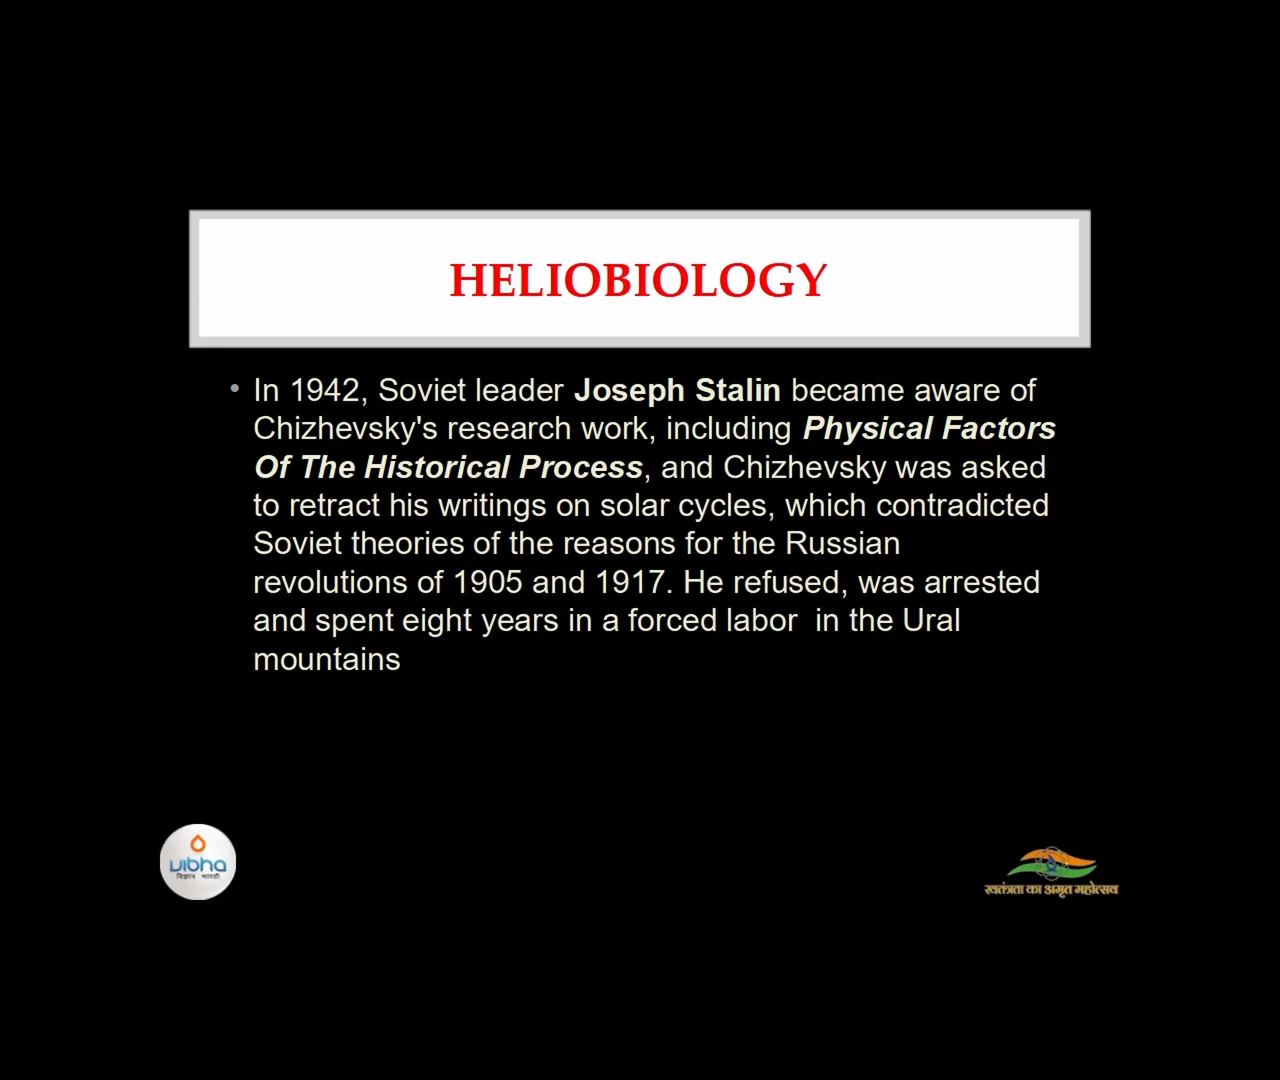 HELIOBIOLOGY
• In 1942, Soviet leader Joseph Stalin became aware of
Chizhevsky's research work, including Physical Factors
Of The Historical Process, and Chizhevsky was asked
to retract his writings on solar cycles, which contradicted
Soviet theories of the reasons for the Russian
revolutions of 1905 and 1917. He refused, was arrested
and spent eight years in a forced labor  in the Ural
mountains
vibha
विज्ञान भारती
स्वतंत्रता का अमृत महोत्सव